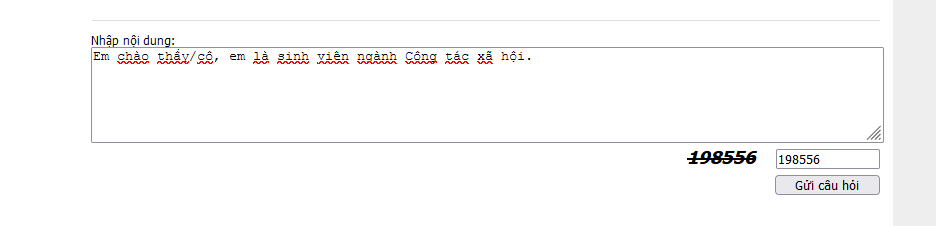 Nhập nội dung:
Em chào thầy/cô, em là sinh viên ngành Công tác xã hội.
198556 198556
Gửi câu hỏi